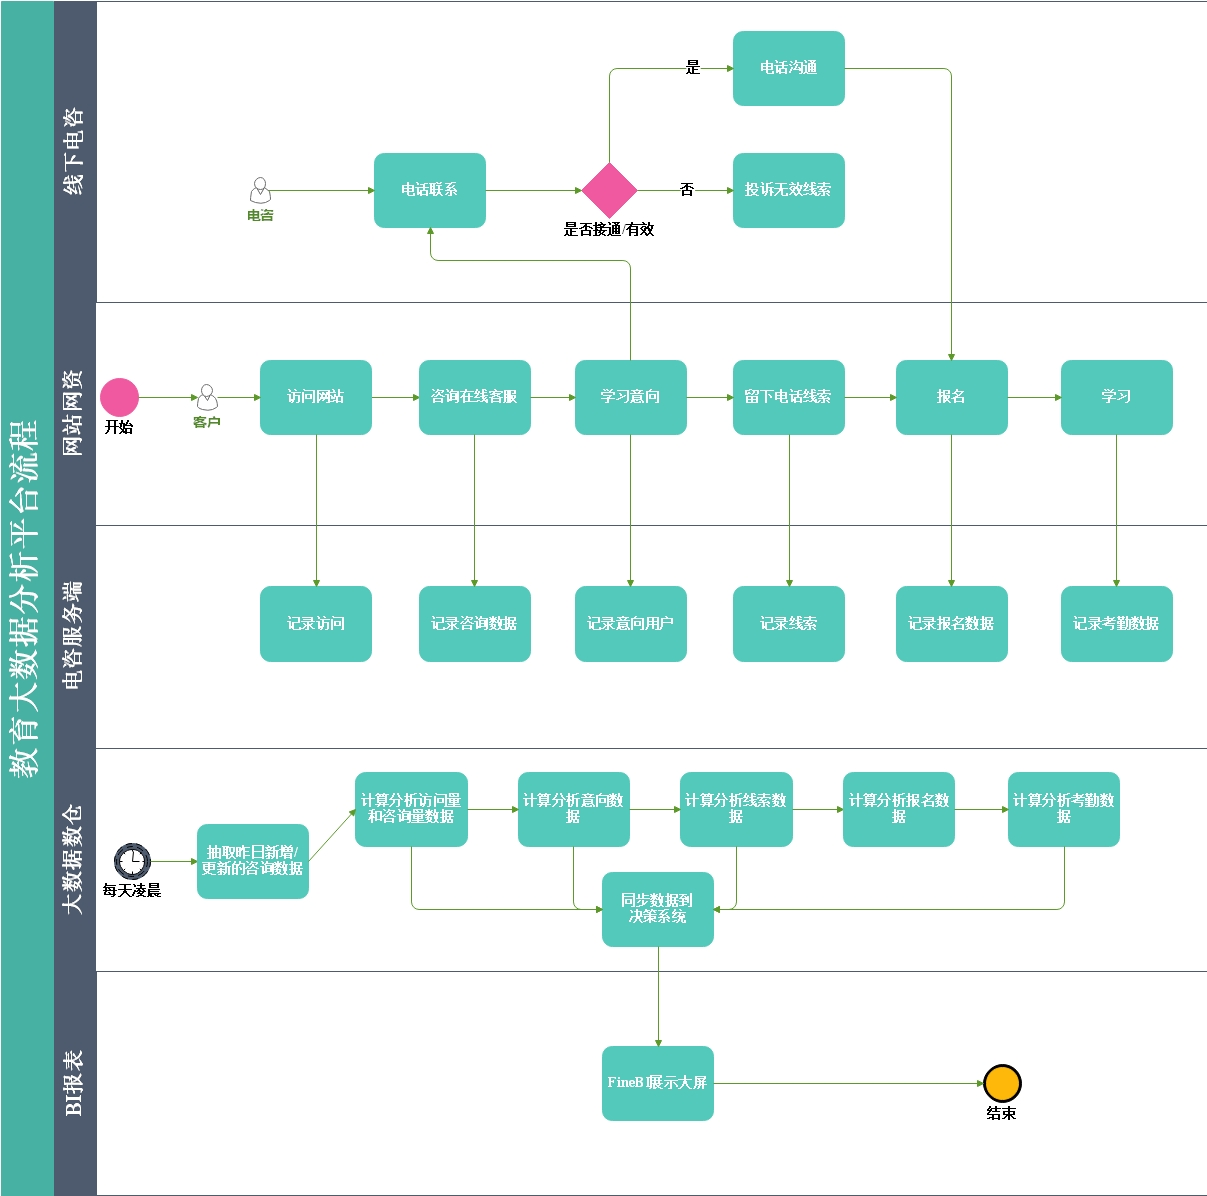 教育大数据分析平台流程
线下电咨
是
电话沟通
电咨
电话联系
是否接通/有效
否
投诉无效线索
网站网资
开始
客户
访问网站
咨询在线客服
学习意向
留下电话线索
报名
学习
电咨服务端
记录访问
记录咨询数据
记录意向用户
记录线索
记录报名数据
记录考勤数据
大数据数仓
每天凌晨
抽取昨日新增/
更新的咨询数据
计算分析访问量
和咨询量数据
计算分析意向数
据
计算分析线索数
据
计算分析报名数
据
计算分析考勤数
据
同步数据到
决策系统
BI报表
FineBI展示大屏
结束